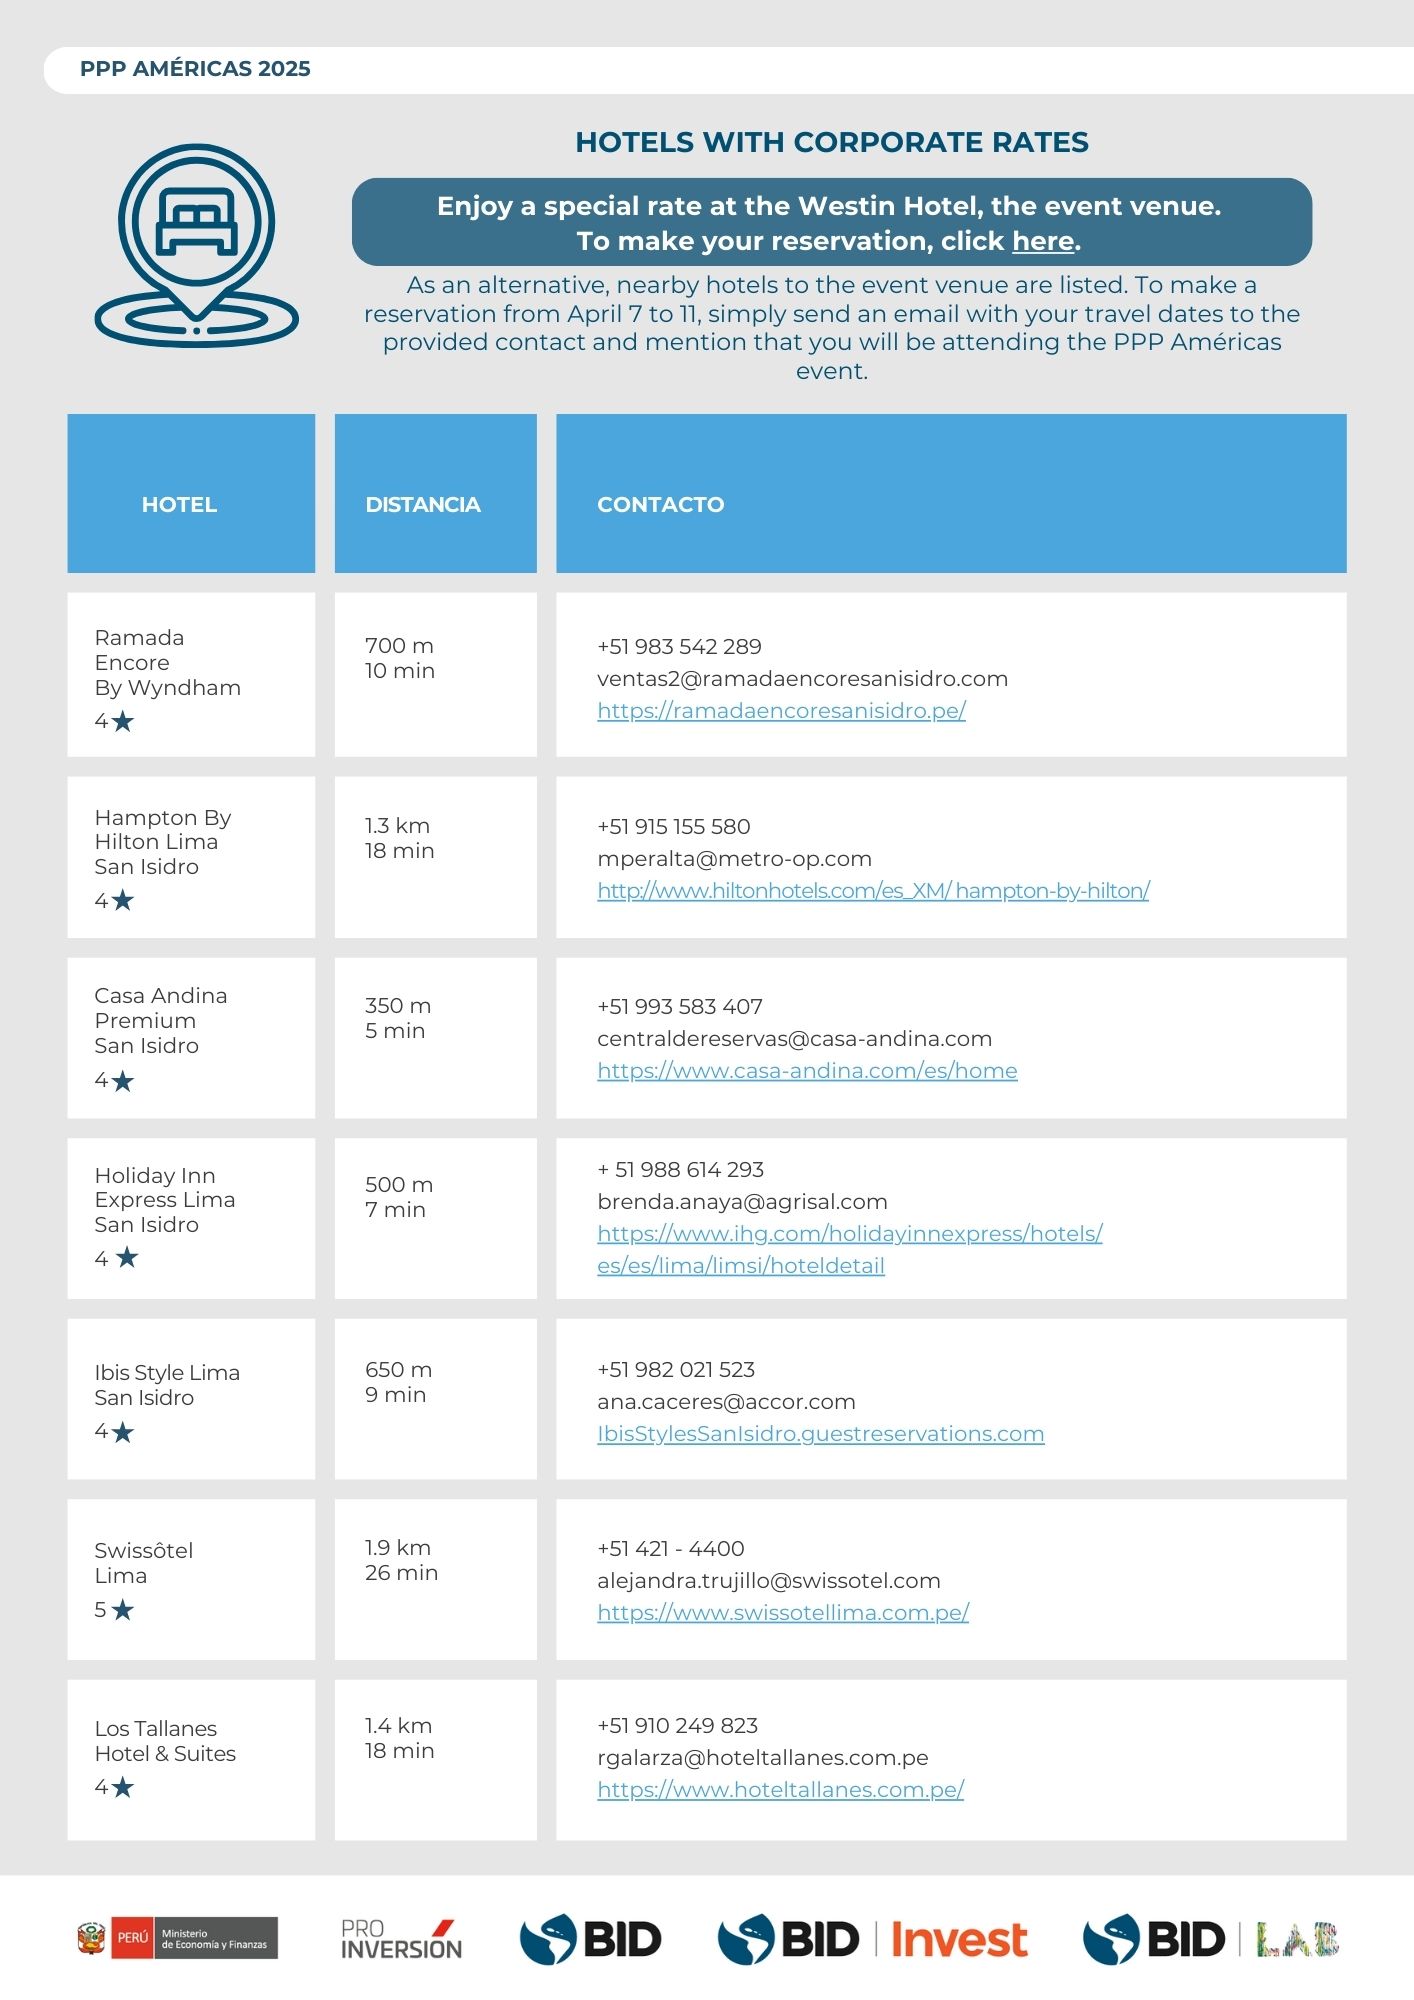 PPP AMÉRICAS 2025
HOTELS WITH CORPORATE RATES
Enjoy a special rate at the Westin Hotel, the event venue.
To make your reservation, click here.
As an alternative, nearby hotels to the event venue are listed. To make a
reservation from April 7 to 11, simply send an email with your travel dates to the
provided contact and mention that you will be attending the PPP Américas
event.
HOTEL
DISTANCIA
CONTACTO
Ramada
Encore
By Wyndham
4★
700 m
10 min
+51 983 542 289
ventas2@ramadaencoresanisidro.com
https://ramadaencoresanisidro.pe/
Hampton By
Hilton Lima
San Isidro
4★
1.3 km
18 min
+51 915 155 580
mperalta@metro-op.com
http://www.hiltonhotels.com/es_XM/ hampton-by-hilton/
Casa Andina
Premium
San Isidro
4★
350 m
5 min
+51 993 583 407
centraldereservas@casa-andina.com
https://www.casa-andina.com/es/home
Holiday Inn
Express Lima
San Isidro
4 ★
500 m
7 min
+ 51 988 614 293
brenda.anaya@agrisal.com
https://www.ihg.com/holidayinnexpress/hotels/
es/es/lima/limsi/hoteldetail
Ibis Style Lima
San Isidro
4★
650 m
9 min
+51 982 021 523
ana.caceres@accor.com
IbisStylesSanIsidro.guestreservations.com
Swissôtel
Lima
5★
1.9 km
26 min
+51 421 - 4400
alejandra.trujillo@swissotel.com
https://www.swissotellima.com.pe/
Los Tallanes
Hotel & Suites
4★
1.4 km
18 min
+51 910 249 823
rgalarza@hoteltallanes.com.pe
https://www.hoteltallanes.com.pe/
PERÚ
Ministerio
de Economía y Finanzas
PRO
INVERSIÓN
BID
BID | Invest
BID | LAB